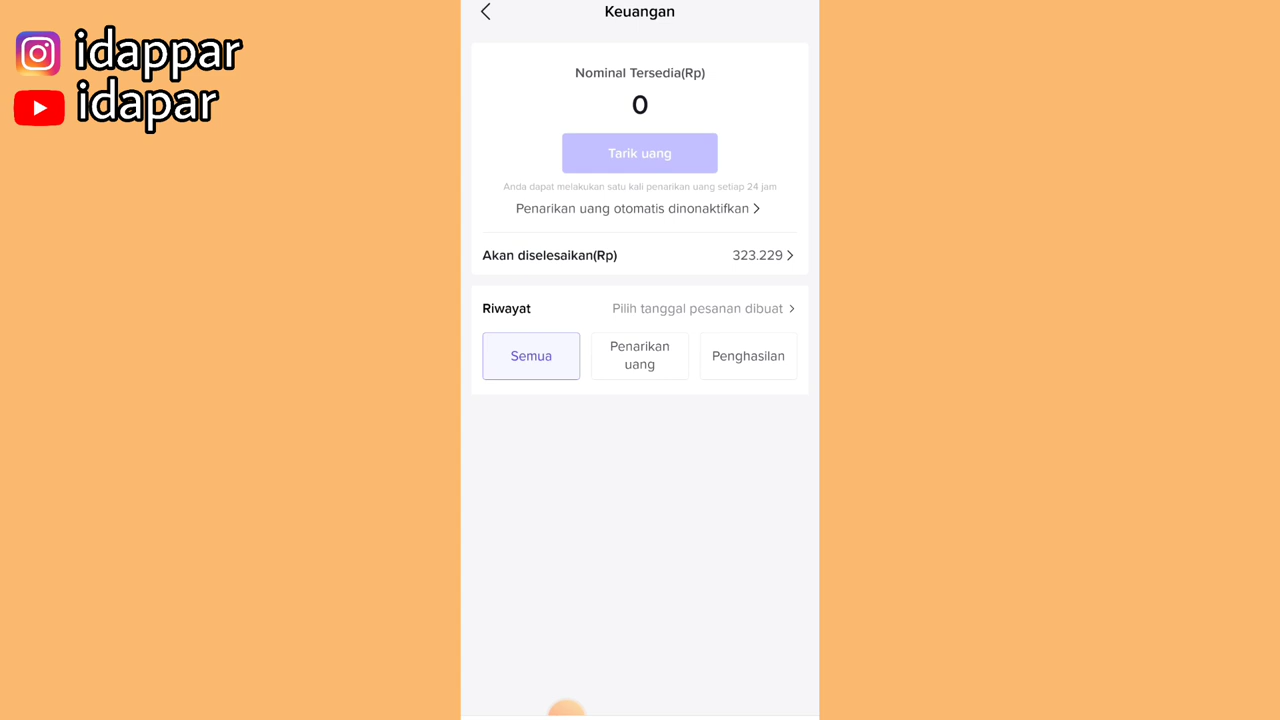 idappar
idapar
Keuangan
Nominal Tersedia(Rp)
0
Tarik uang
Anda dapat melakukan satu kali penarikan uang setiap 24 jam
Penarikan uang otomatis dinonaktifkan
Akan diselesaikan(Rp) 323.229
Riwayat Pilih tanggal pesanan dibuat
Semua
Penarikan
uang
Penghasilan